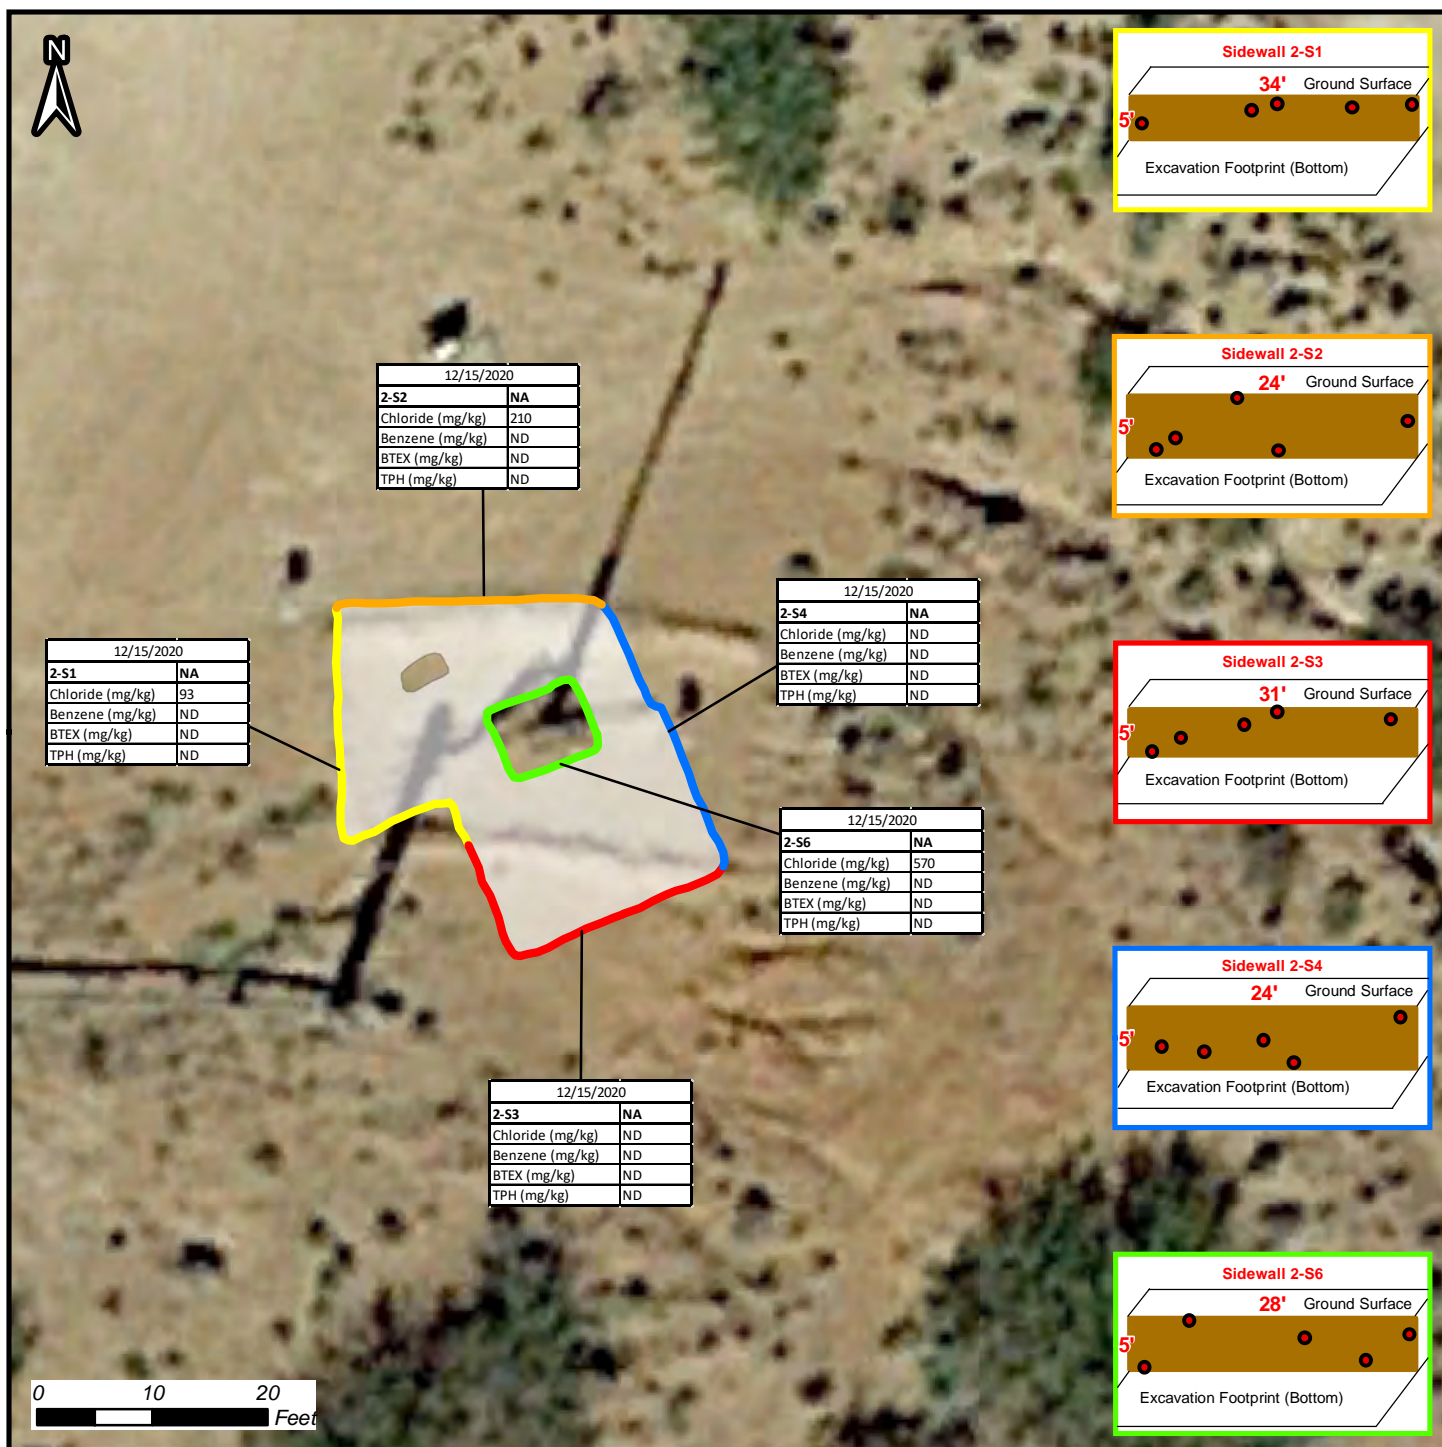 N
Sidewall 2-S1
34' Ground Surface
5'
Excavation Footprint (Bottom)
Sidewall 2-S2
24' Ground Surface
5'
Excavation Footprint (Bottom)
12/15/2020
2-S2 NA
Chloride (mg/kg) 210
Benzene (mg/kg) ND
BTEX (mg/kg) ND
TPH (mg/kg) ND
12/15/2020
2-S4 NA
Chloride (mg/kg) ND
Benzene (mg/kg) ND
BTEX (mg/kg) ND
TPH (mg/kg) ND
12/15/2020
2-S1 NA
Chloride (mg/kg) 93
Benzene (mg/kg) ND
BTEX (mg/kg) ND
TPH (mg/kg) ND
Sidewall 2-S3
31' Ground Surface
5'
Excavation Footprint (Bottom)
12/15/2020
2-S6 NA
Chloride (mg/kg) 570
Benzene (mg/kg) ND
BTEX (mg/kg) ND
TPH (mg/kg) ND
Sidewall 2-S4
24' Ground Surface
5'
Excavation Footprint (Bottom)
12/15/2020
2-S3 NA
Chloride (mg/kg) ND
Benzene (mg/kg) ND
BTEX (mg/kg) ND
TPH (mg/kg) ND
Sidewall 2-S6
28' Ground Surface
5'
Excavation Footprint (Bottom)
0 10 20
Feet